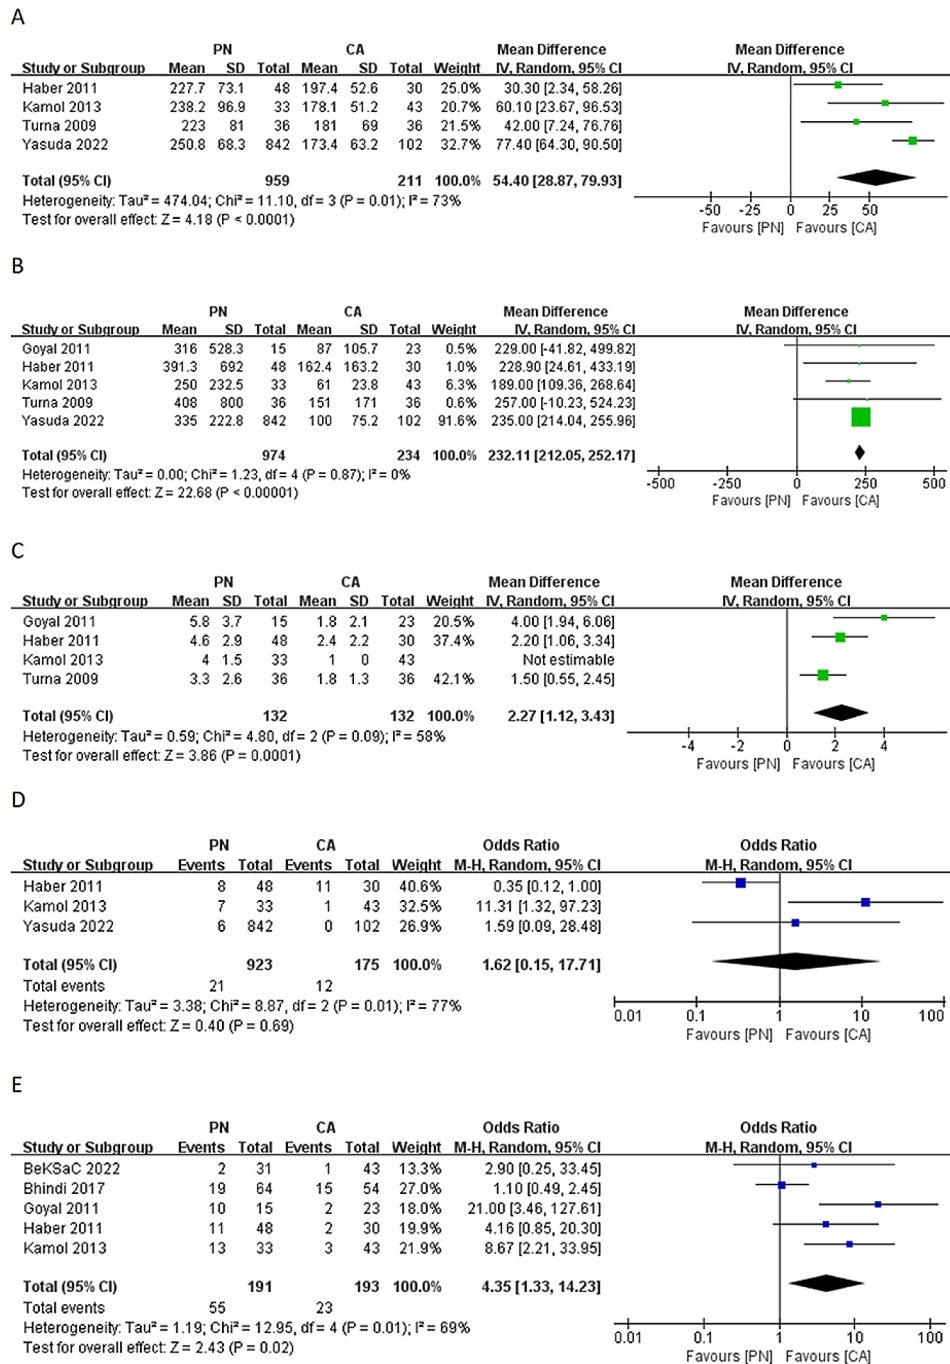 A
PN CA Mean Difference Mean Difference
Study or Subgroup Mean SD Total Mean SD Total Weight IV, Random, 95% CI IV, Random, 95% CI
Haber 2011 227.7 73.1 48 197.4 52.6 30 25.0% 30.30 [2.34, 58.26]
Kamol 2013 238.2 96.9 33 178.1 51.2 43 20.7% 60.10 [23.67, 96.53]
Turna 2009 223 81 36 181 69 36 21.5% 42.00 [7.24, 76.76]
Yasuda 2022 250.8 68.3 842 173.4 63.2 102 32.7% 77.40 [64.30, 90.50]
Total (95% CI) 959 211 100.0% 54.40 [28.87, 79.93]
Heterogeneity: Tau² = 474.04; Chi² = 11.10, df = 3 (P = 0.01); I² = 73%
Test for overall effect: Z = 4.18 (P < 0.0001)
-50 -25 0 25 50
Favours [PN] Favours [CA]
B
PN CA Mean Difference Mean Difference
Study or Subgroup Mean SD Total Mean SD Total Weight IV, Random, 95% CI IV, Random, 95% CI
Goyal 2011 316 528.3 15 87 105.7 23 0.5% 229.00 [-41.82, 499.82]
Haber 2011 391.3 692 48 162.4 163.2 30 1.0% 228.90 [24.61, 433.19]
Kamol 2013 250 232.5 33 61 23.8 43 6.3% 189.00 [109.36, 268.64]
Turna 2009 408 800 36 151 171 36 0.5% 257.00 [-10.23, 524.23]
Yasuda 2022 335 222.8 842 100 75.2 102 91.6% 235.00 [214.04, 255.96]
Total (95% CI) 974 234 100.0% 232.11 [212.05, 252.17]
Heterogeneity: Tau² = 0.00; Chi² = 1.23, df = 4 (P = 0.87); I² = 0%
Test for overall effect: Z = 22.68 (P < 0.00001)
-500 -250 0 250 500
Favours [PN] Favours [CA]
C
PN CA Mean Difference Mean Difference
Study or Subgroup Mean SD Total Mean SD Total Weight IV, Random, 95% CI IV, Random, 95% CI
Goyal 2011 5.8 3.7 15 1.8 2.1 23 20.5% 4.00 [1.94, 6.06]
Haber 2011 4.6 2.9 48 2.4 2.2 30 37.4% 2.20 [1.06, 3.34]
Kamol 2013 4 1.5 33 1 0 43 Not estimable
Turna 2009 3.3 2.6 36 1.8 1.3 36 42.1% 1.50 [0.55, 2.45]
Total (95% CI) 132 132 100.0% 2.27 [1.12, 3.43]
Heterogeneity: Tau² = 0.59; Chi² = 4.80, df = 2 (P = 0.09); I² = 58%
Test for overall effect: Z = 3.86 (P = 0.0001)
-4 -2 0 2 4
Favours [PN] Favours [CA]
D
PN CA Odds Ratio Odds Ratio
Study or Subgroup Events Total Events Total Weight M-H, Random, 95% CI M-H, Random, 95% CI
Haber 2011 8 48 11 30 40.6% 0.35 [0.12, 1.00]
Kamol 2013 7 33 1 43 32.5% 11.31 [1.32, 97.23]
Yasuda 2022 6 842 0 102 26.9% 1.59 [0.09, 28.48]
Total (95% CI) 923 175 100.0% 1.62 [0.15, 17.71]
Total events 21 12
Heterogeneity: Tau² = 3.38; Chi² = 8.87, df = 2 (P = 0.01); I² = 77%
Test for overall effect: Z = 0.40 (P = 0.69)
0.01 0.1 1 10 100
Favours [PN] Favours [CA]
E
PN CA Odds Ratio Odds Ratio
Study or Subgroup Events Total Events Total Weight M-H, Random, 95% CI M-H, Random, 95% CI
BeKSaC 2022 2 31 1 43 13.3% 2.90 [0.25, 33.45]
Bhindi 2017 19 64 15 54 27.0% 1.10 [0.49, 2.45]
Goyal 2011 10 15 2 23 18.0% 21.00 [3.46, 127.61]
Haber 2011 11 48 2 30 19.9% 4.16 [0.85, 20.30]
Kamol 2013 13 33 3 43 21.9% 8.67 [2.21, 33.95]
Total (95% CI) 191 193 100.0% 4.35 [1.33, 14.23]
Total events 55 23
Heterogeneity: Tau² = 1.19; Chi² = 12.95, df = 4 (P = 0.01); I² = 69%
Test for overall effect: Z = 2.43 (P = 0.02)
0.01 0.1 1 10 100
Favours [PN] Favours [CA]